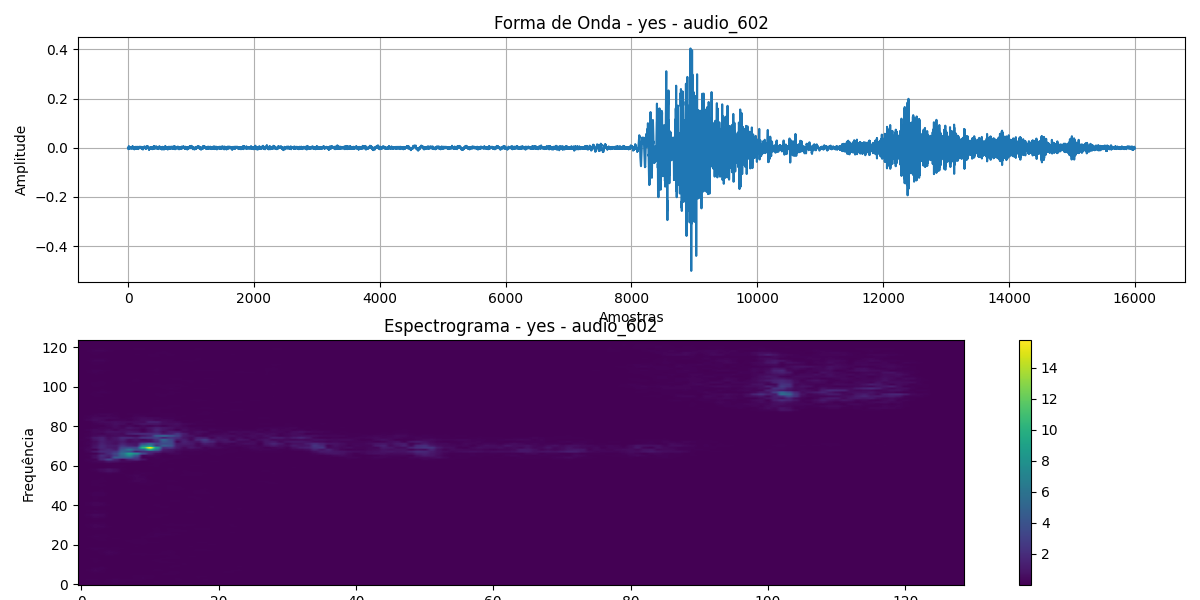 Forma de Onda - yes - audio_602
0.4
0.2
0.0
−0.2
−0.4
Amplitude
0 2000 4000 6000 8000 10000 12000 14000 16000
Amostras
Espectrograma - yes - audio_602
120
100
80
60
40
20
0
Frequência
0 20 40 60 80 100 120
14
12
10
8
6
4
2